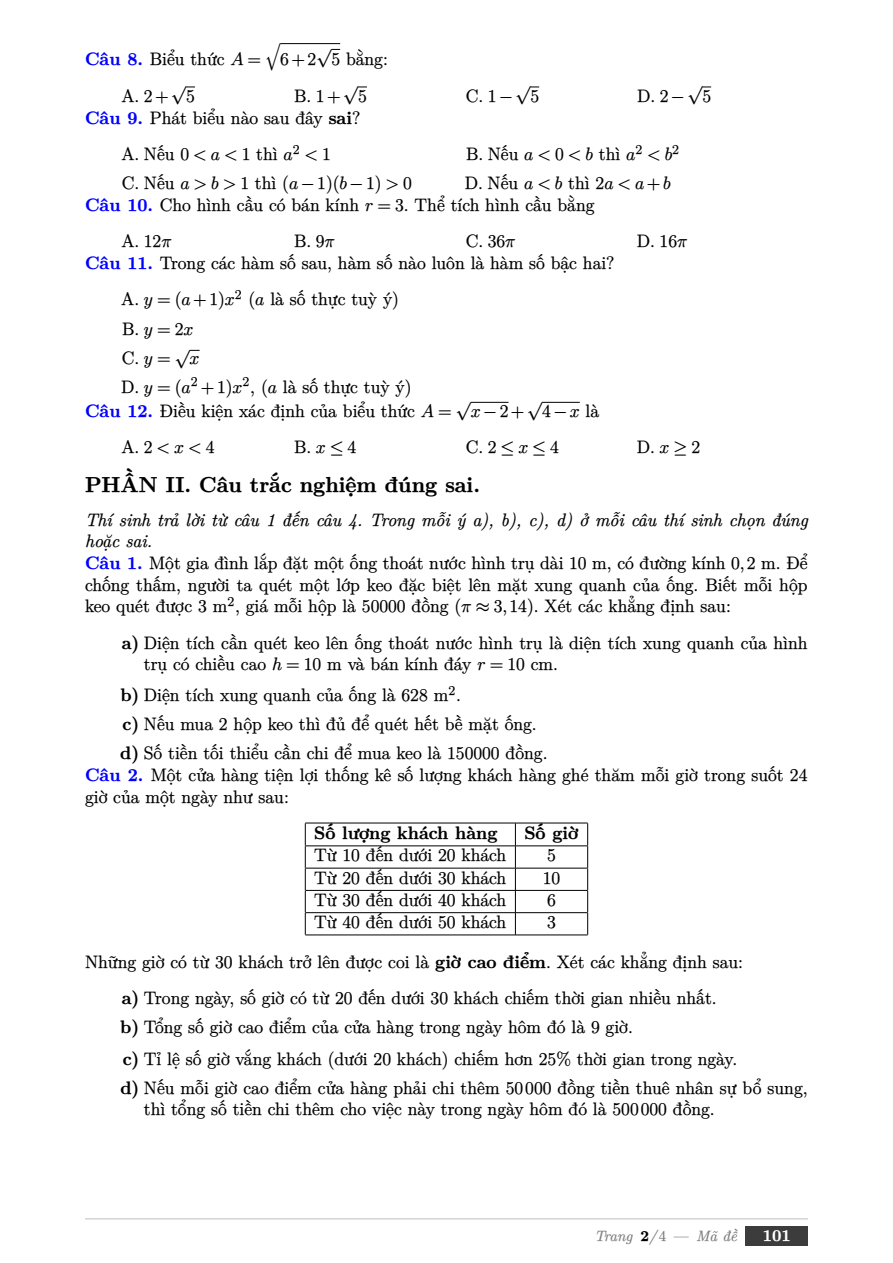 Câu 8. Biểu thức A = √(6+2√5) bằng:
A. 2+√5 B. 1+√5 C. 1−√5 D. 2−√5
Câu 9. Phát biểu nào sau đây sai?
A. Nếu 0 < a < 1 thì a² < 1 B. Nếu a < 0 < b thì a² < b²
C. Nếu a > b > 1 thì (a−1)(b−1) > 0 D. Nếu a < b thì 2a < a+b
Câu 10. Cho hình cầu có bán kính r = 3. Thể tích hình cầu bằng
A. 12π B. 9π C. 36π D. 16π
Câu 11. Trong các hàm số sau, hàm số nào luôn là hàm số bậc hai?
A. y = (a+1)x² (a là số thực tuỳ ý)
B. y = 2x
C. y = √x
D. y = (a²+1)x², (a là số thực tuỳ ý)
Câu 12. Điều kiện xác định của biểu thức A = √(x−2)+√(4−x) là
A. 2 < x < 4 B. x ≤ 4 C. 2 ≤ x ≤ 4 D. x ≥ 2
PHẦN II. Câu trắc nghiệm đúng sai.
Thí sinh trả lời từ câu 1 đến câu 4. Trong mỗi ý a), b), c), d) ở mỗi câu thí sinh chọn đúng
hoặc sai.
Câu 1. Một gia đình lắp đặt một ống thoát nước hình trụ dài 10 m, có đường kính 0,2 m. Để
chống thấm, người ta quét một lớp keo đặc biệt lên mặt xung quanh của ống. Biết mỗi hộp
keo quét được 3 m², giá mỗi hộp là 50000 đồng (π ≈ 3,14). Xét các khẳng định sau:
a) Diện tích cần quét keo lên ống thoát nước hình trụ là diện tích xung quanh của hình
trụ có chiều cao h = 10 m và bán kính đáy r = 10 cm.
b) Diện tích xung quanh của ống là 628 m².
c) Nếu mua 2 hộp keo thì đủ để quét hết bề mặt ống.
d) Số tiền tối thiểu cần chi để mua keo là 150000 đồng.
Câu 2. Một cửa hàng tiện lợi thống kê số lượng khách hàng ghé thăm mỗi giờ trong suốt 24
giờ của một ngày như sau:
Số lượng khách hàng Số giờ
Từ 10 đến dưới 20 khách 5
Từ 20 đến dưới 30 khách 10
Từ 30 đến dưới 40 khách 6
Từ 40 đến dưới 50 khách 3
Những giờ có từ 30 khách trở lên được coi là giờ cao điểm. Xét các khẳng định sau:
a) Trong ngày, số giờ có từ 20 đến dưới 30 khách chiếm thời gian nhiều nhất.
b) Tổng số giờ cao điểm của cửa hàng trong ngày hôm đó là 9 giờ.
c) Tỉ lệ số giờ vắng khách (dưới 20 khách) chiếm hơn 25% thời gian trong ngày.
d) Nếu mỗi giờ cao điểm cửa hàng phải chi thêm 50 000 đồng tiền thuê nhân sự bổ sung,
thì tổng số tiền chi thêm cho việc này trong ngày hôm đó là 500 000 đồng.
Trang 2/4 — Mã đề 101